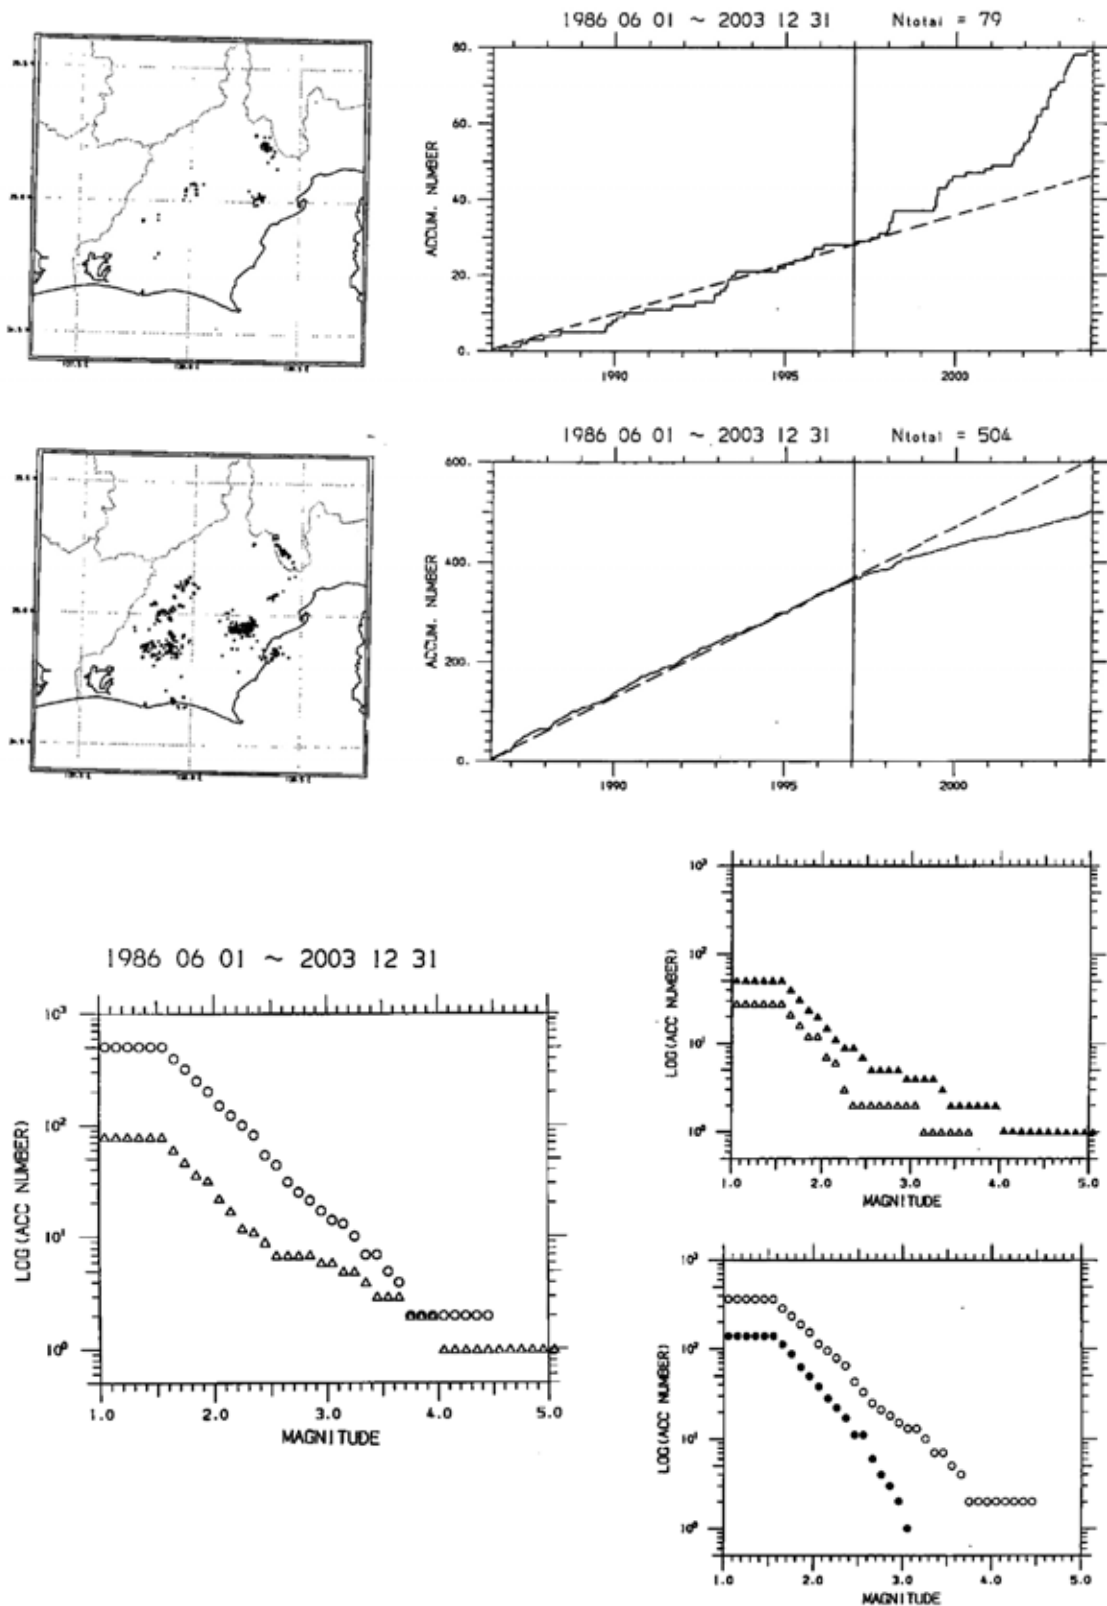 1986 06 01 ~ 2003 12 31 Ntotal = 79
80.
60.
40.
20.
0.
ACCUM. NUMBER
1990 1995 2000
1986 06 01 ~ 2003 12 31 Ntotal = 504
600.
400.
200.
0.
ACCUM. NUMBER
1990 1995 2000
1986 06 01 ~ 2003 12 31
10³
10²
10¹
10⁰
LOG(ACC NUMBER)
1.0 2.0 3.0 4.0 5.0
MAGNITUDE
10³
10²
10¹
10⁰
LOG(ACC NUMBER)
1.0 2.0 3.0 4.0 5.0
MAGNITUDE
10³
10²
10¹
10⁰
LOG(ACC NUMBER)
1.0 2.0 3.0 4.0 5.0
MAGNITUDE